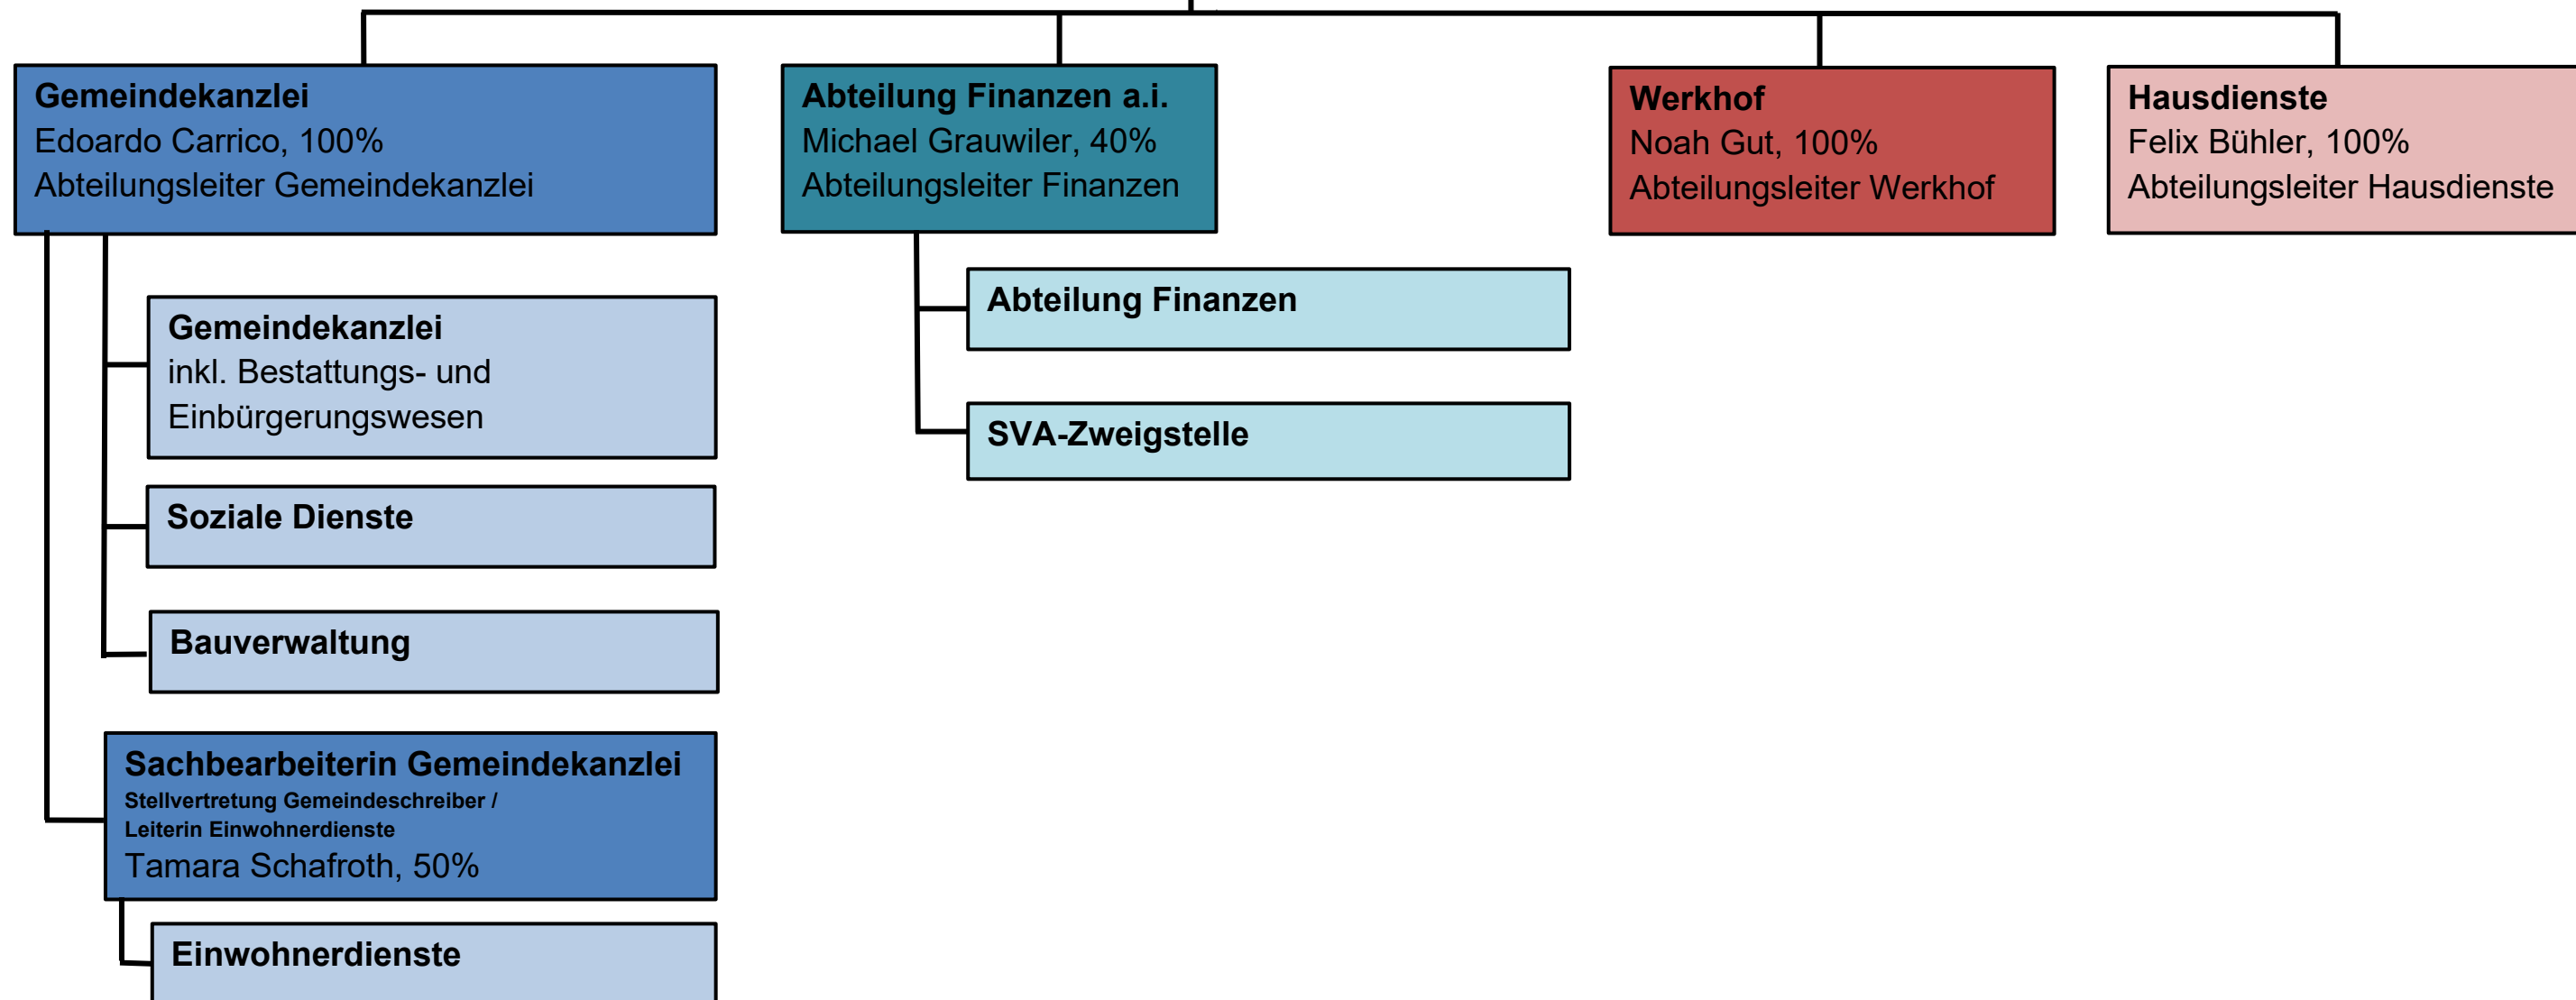 Gemeindekanzlei
Edoardo Carrico, 100%
Abteilungsleiter Gemeindekanzlei
Gemeindekanzlei
inkl. Bestattungs- und
Einbürgerungswesen
Soziale Dienste
Bauverwaltung
Sachbearbeiterin Gemeindekanzlei
Stellvertretung Gemeindeschreiber /
Leiterin Einwohnerdienste
Tamara Schafroth, 50%
Einwohnerdienste
Abteilung Finanzen a.i.
Michael Grauwiler, 40%
Abteilungsleiter Finanzen
Abteilung Finanzen
SVA-Zweigstelle
Werkhof
Noah Gut, 100%
Abteilungsleiter Werkhof
Hausdienste
Felix Bühler, 100%
Abteilungsleiter Hausdienste